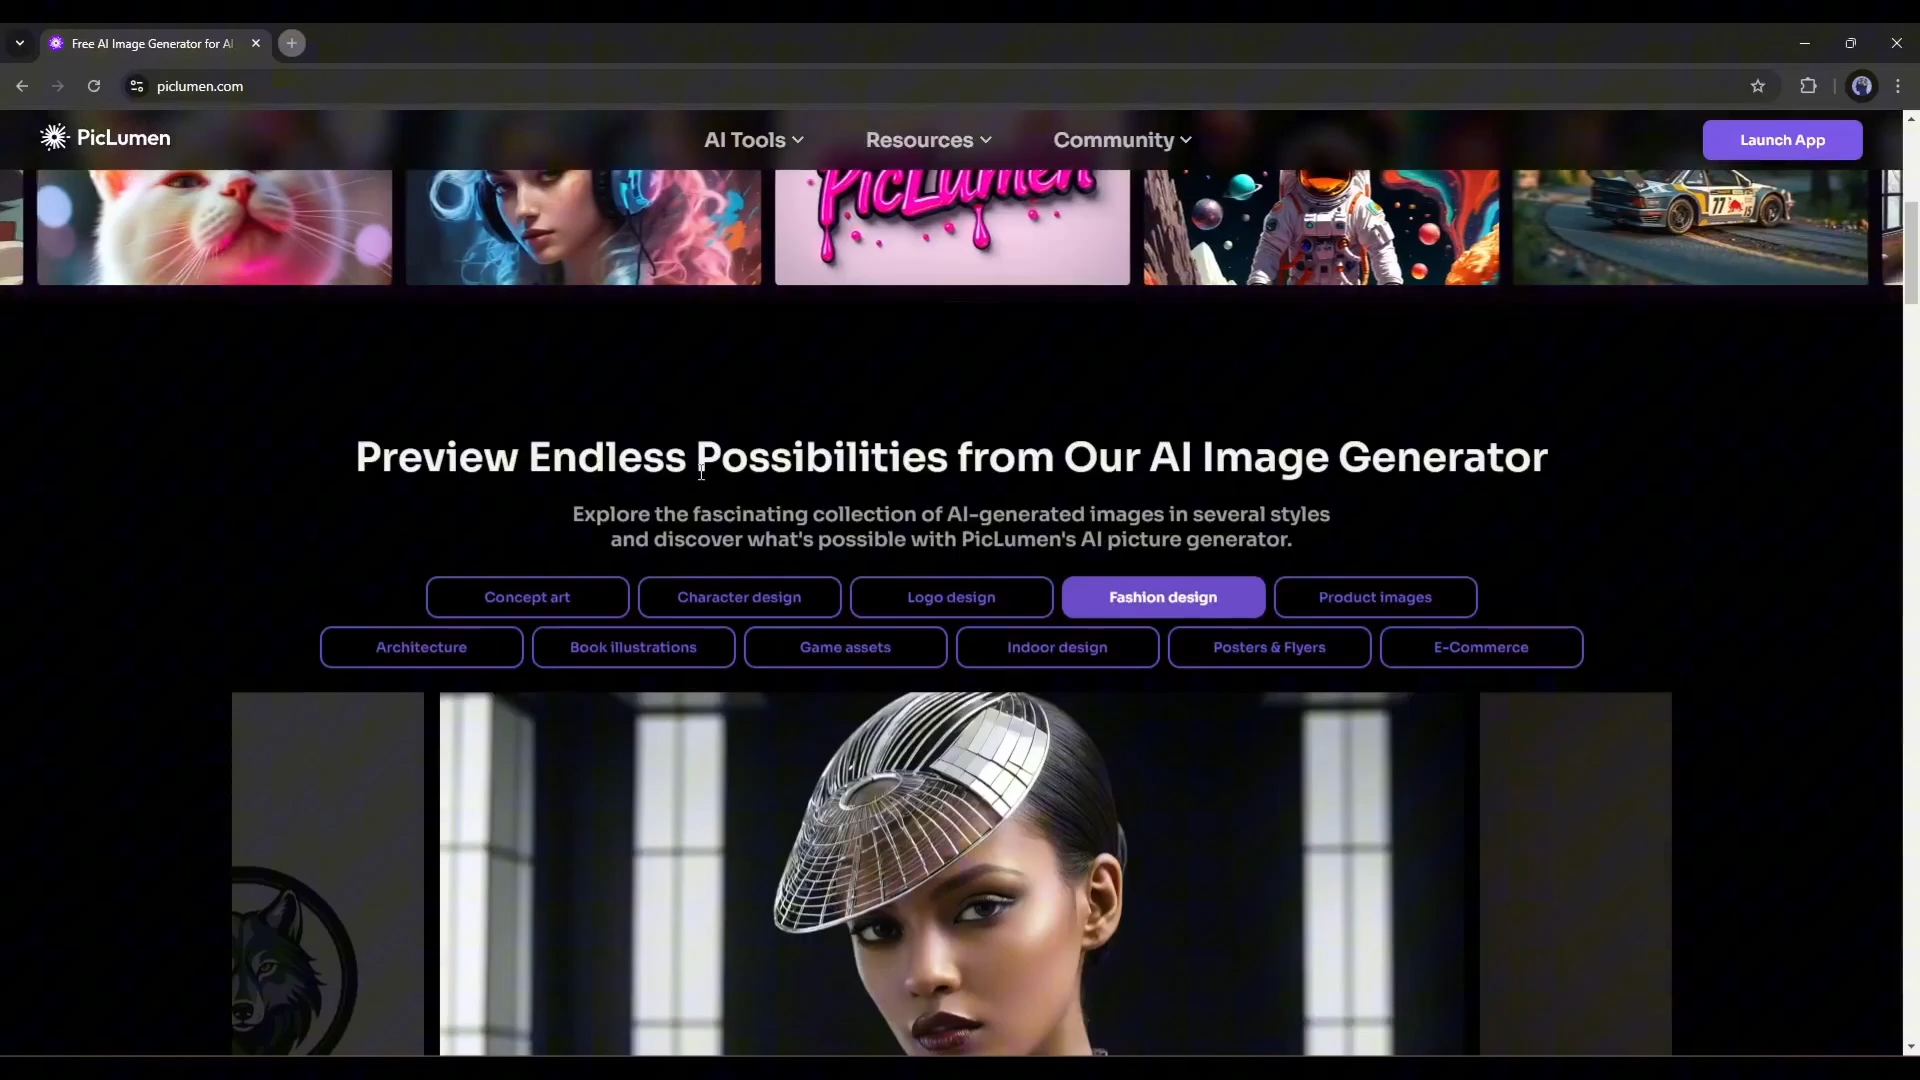 Free AI Image Generator for AI
piclumen.com
PicLumen
AI Tools
Resources
Community
Launch App
PicLumen
77
Preview Endless Possibilities from Our AI Image Generator
Explore the fascinating collection of AI-generated images in several styles
and discover what's possible with PicLumen's AI picture generator.
Concept art
Character design
Logo design
Fashion design
Product images
Architecture
Book illustrations
Game assets
Indoor design
Posters & Flyers
E-Commerce